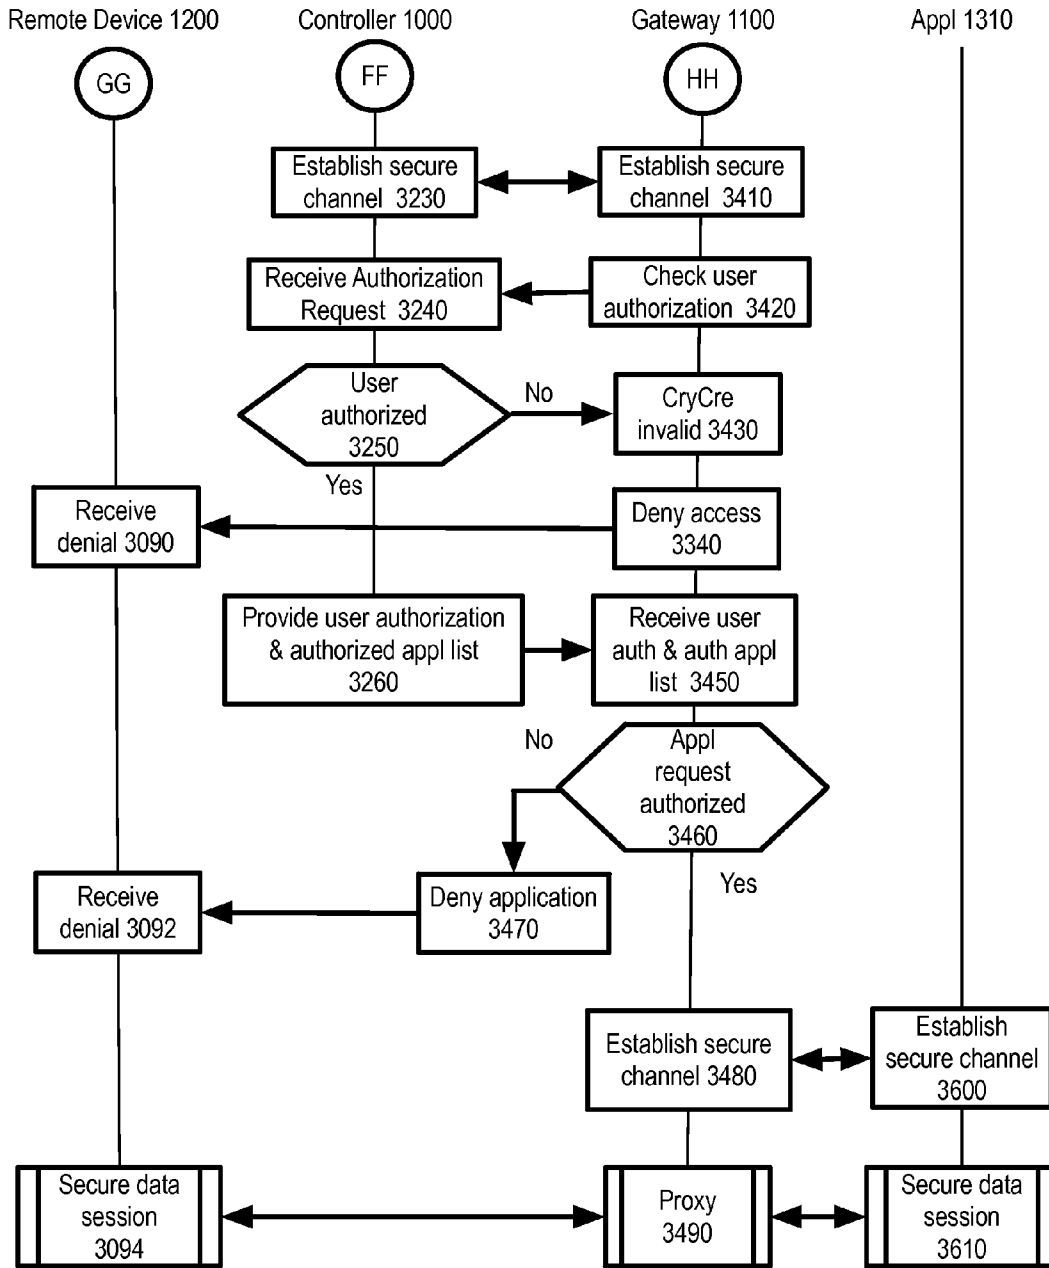 Remote Device 1200
Controller 1000
Gateway 1100
Appl 1310
GG
FF
HH
Establish secure
channel 3230
Establish secure
channel 3410
Receive Authorization
Request 3240
Check user
authorization 3420
User
authorized
3250
No
CryCre
invalid 3430
Yes
Receive
denial 3090
Deny access
3340
Provide user authorization
& authorized appl list
3260
Receive user
auth & auth appl
list 3450
No
Appl
request
authorized
3460
Yes
Receive
denial 3092
Deny application
3470
Establish secure
channel 3480
Establish
secure channel
3600
Secure data
session
3094
Proxy
3490
Secure data
session
3610